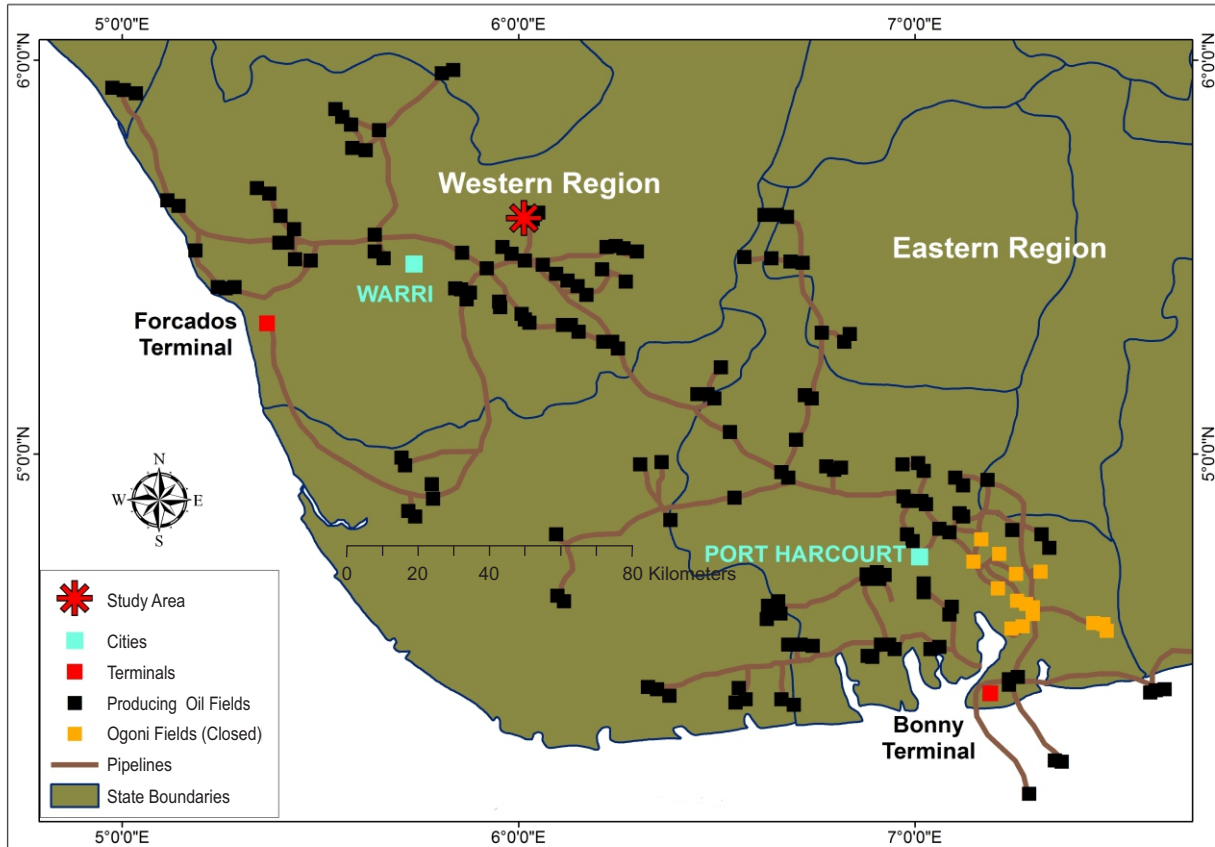 5°0'0"E
6°0'0"E
7°0'0"E
6°0'0"N
6°0'0"N
Western Region
Eastern Region
WARRI
Forcados
Terminal
5°0'0"N
5°0'0"N
N
W
E
S
PORT HARCOURT
0
20
40
80 Kilometers
Bonny
Terminal
Study Area
Cities
Terminals
Producing Oil Fields
Ogoni Fields (Closed)
Pipelines
State Boundaries
5°0'0"E
6°0'0"E
7°0'0"E